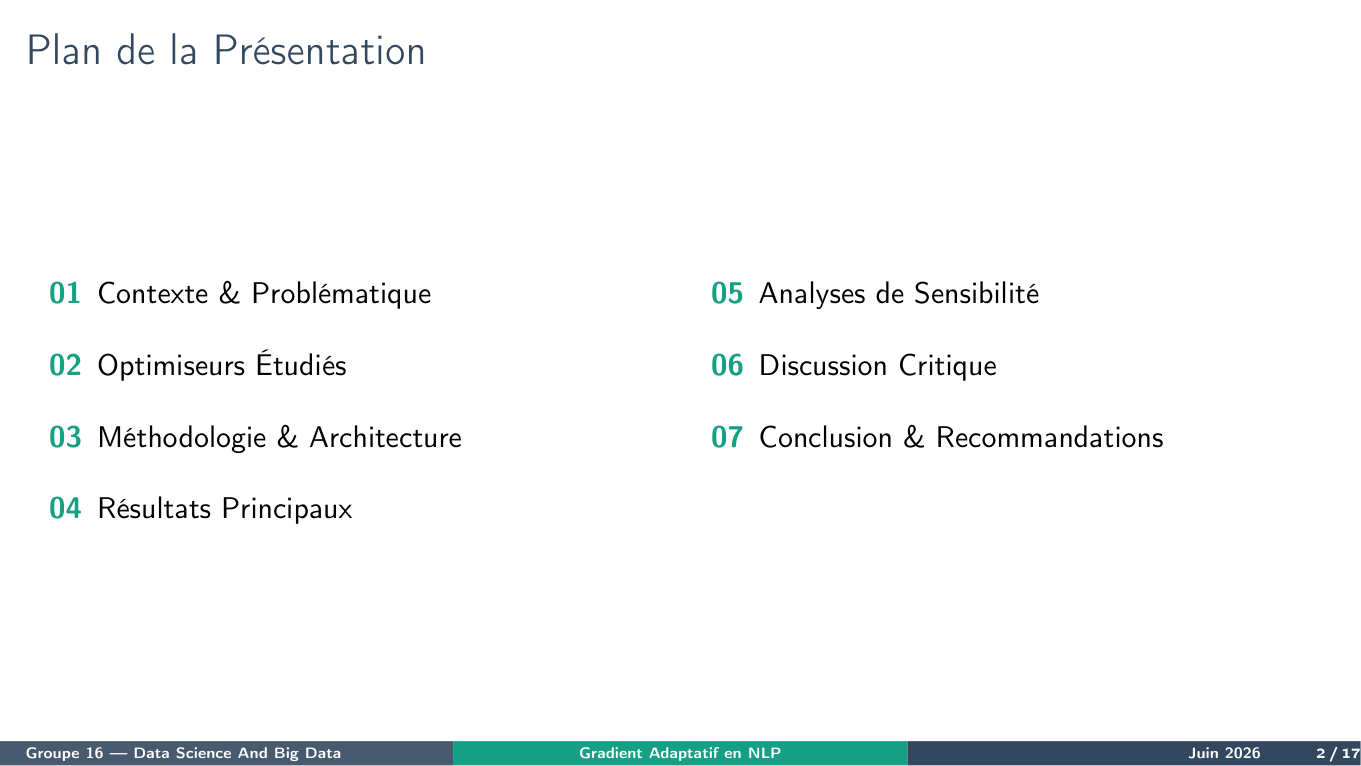 Plan de la Présentation
01 Contexte & Problématique
02 Optimiseurs Étudiés
03 Méthodologie & Architecture
04 Résultats Principaux
05 Analyses de Sensibilité
06 Discussion Critique
07 Conclusion & Recommandations
Groupe 16 — Data Science And Big Data
Gradient Adaptatif en NLP
Juin 2026
2 / 17